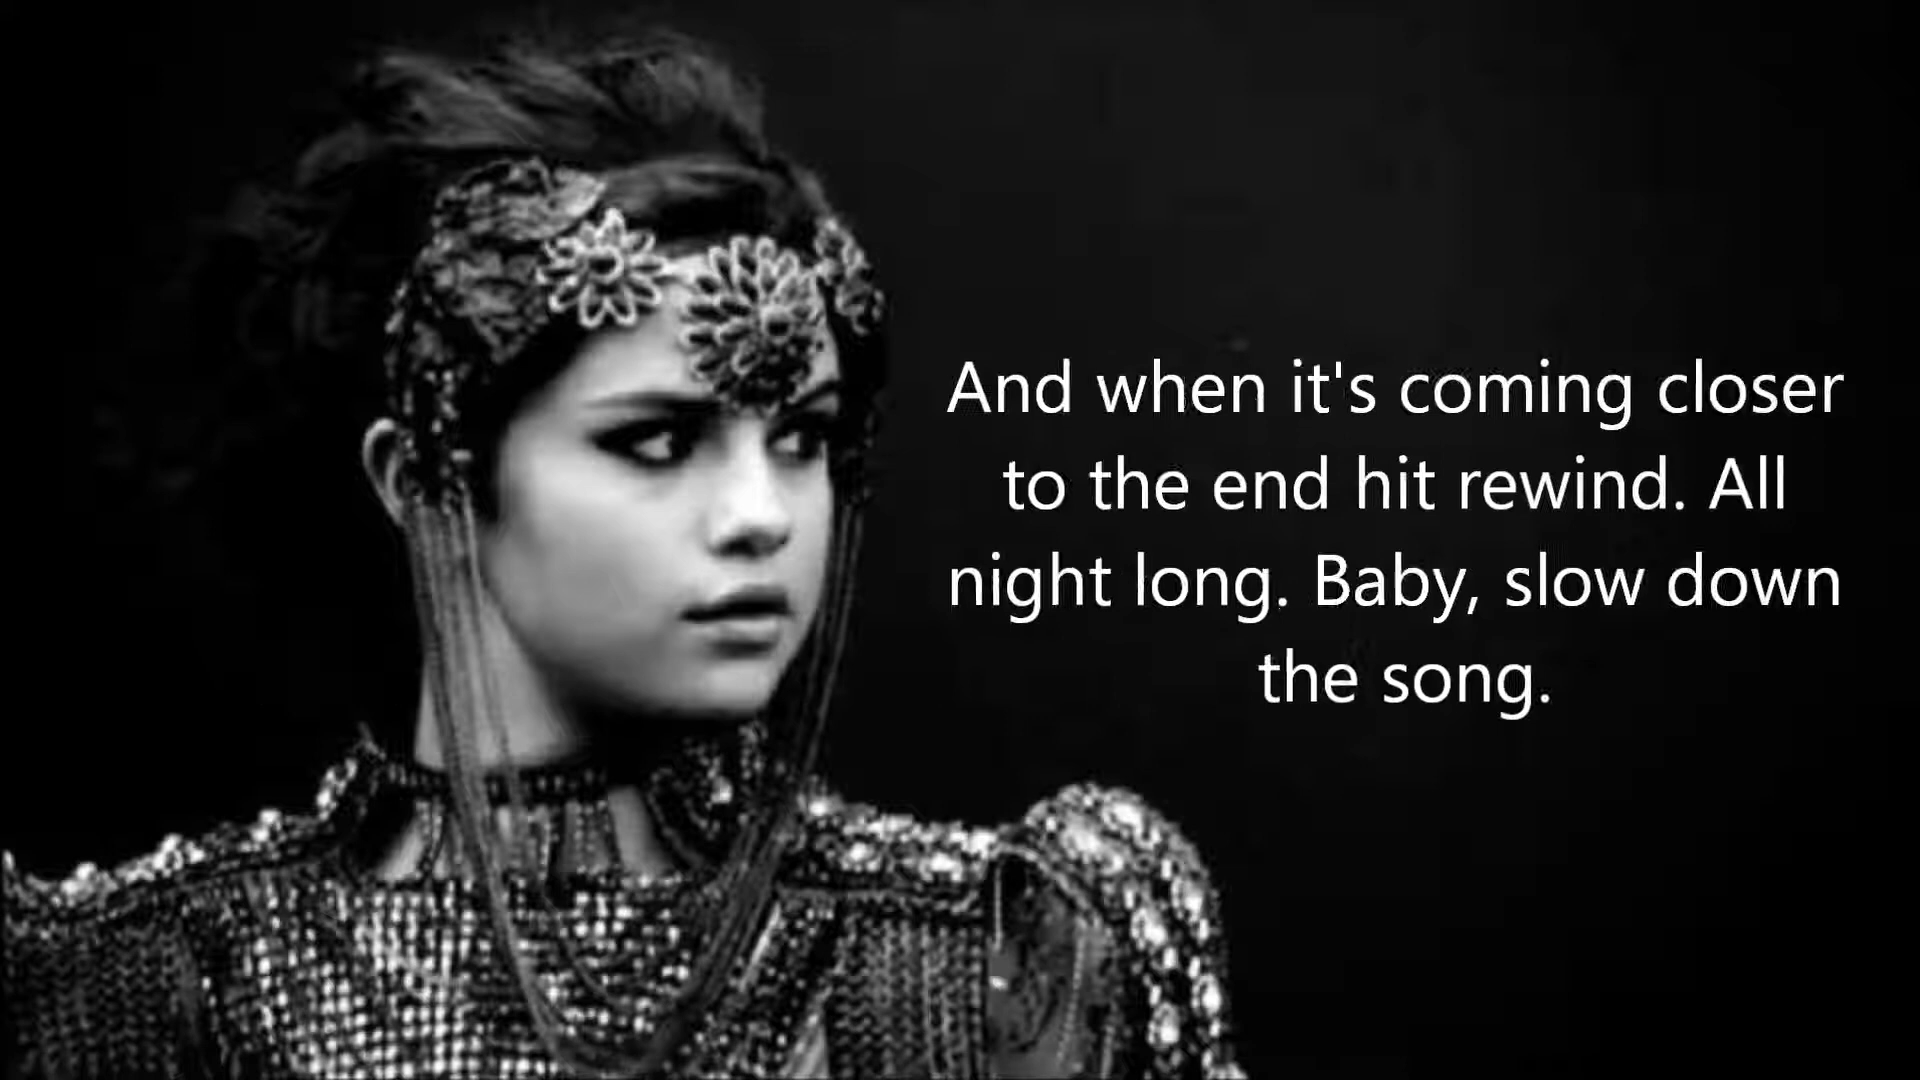 And when it's coming closer
to the end hit rewind. All
night long. Baby, slow down
the song.